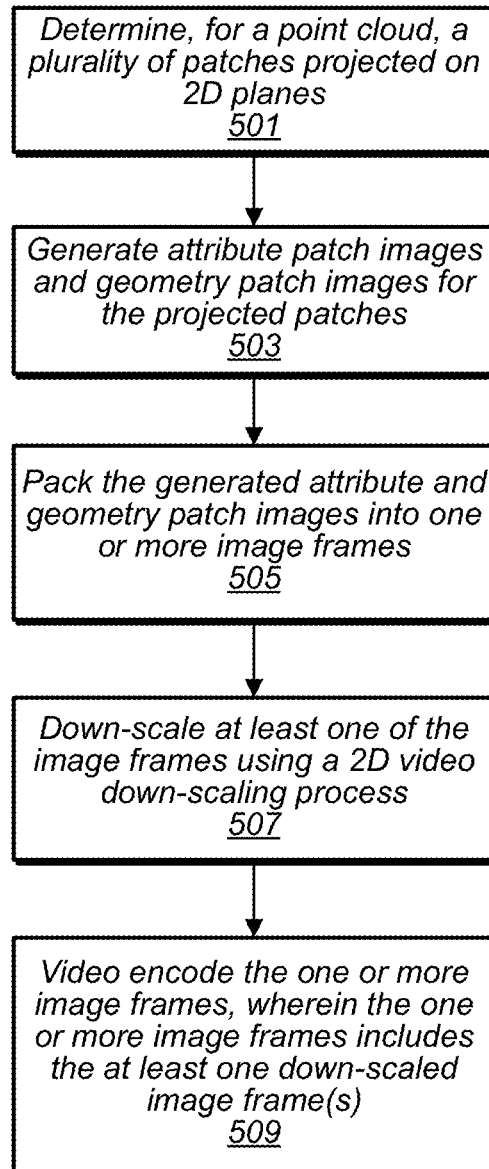 Determine, for a point cloud, a
plurality of patches projected on
2D planes
501
Generate attribute patch images
and geometry patch images for
the projected patches
503
Pack the generated attribute and
geometry patch images into one
or more image frames
505
Down-scale at least one of the
image frames using a 2D video
down-scaling process
507
Video encode the one or more
image frames, wherein the one
or more image frames includes
the at least one down-scaled
image frame(s)
509